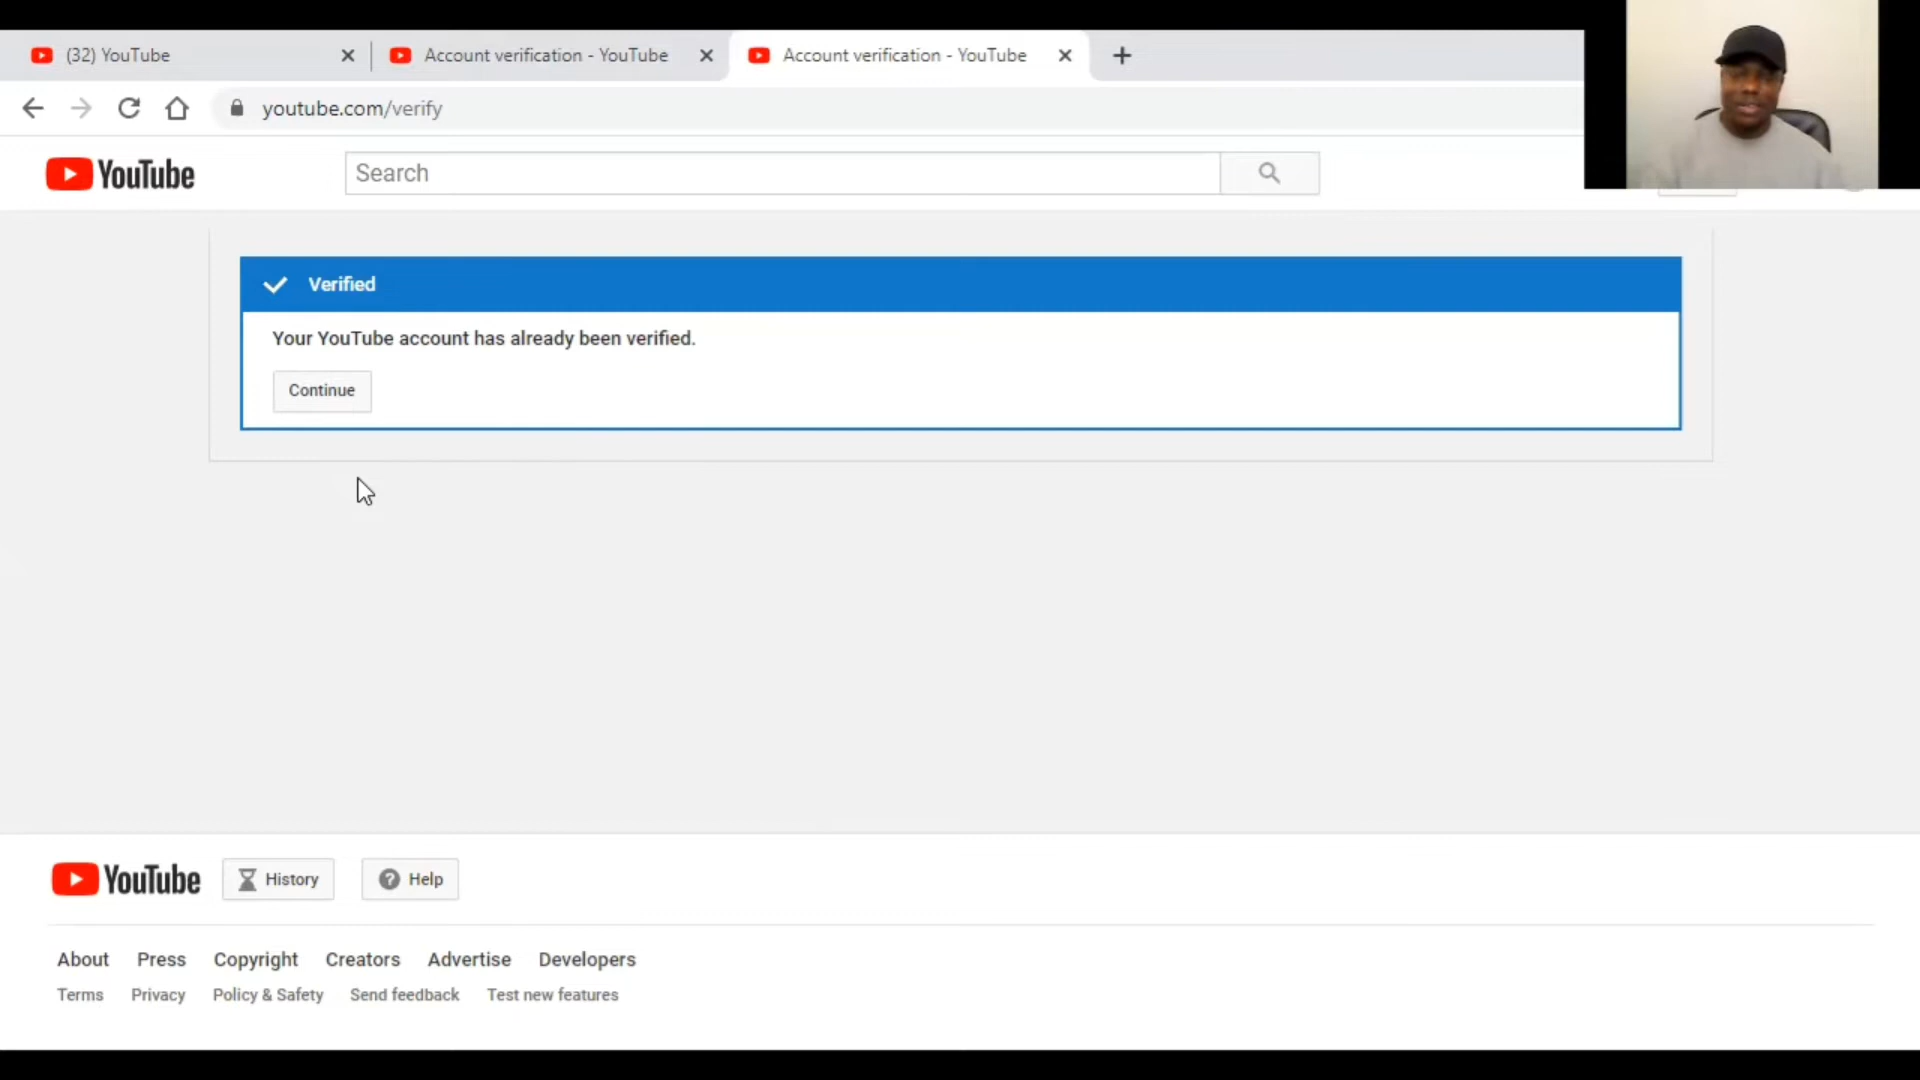 (32) YouTube
Account verification - YouTube
Account verification - YouTube
youtube.com/verify
YouTube
Search
Verified
Your YouTube account has already been verified.
Continue
YouTube
History
Help
About Press Copyright Creators Advertise Developers
Terms Privacy Policy & Safety Send feedback Test new features